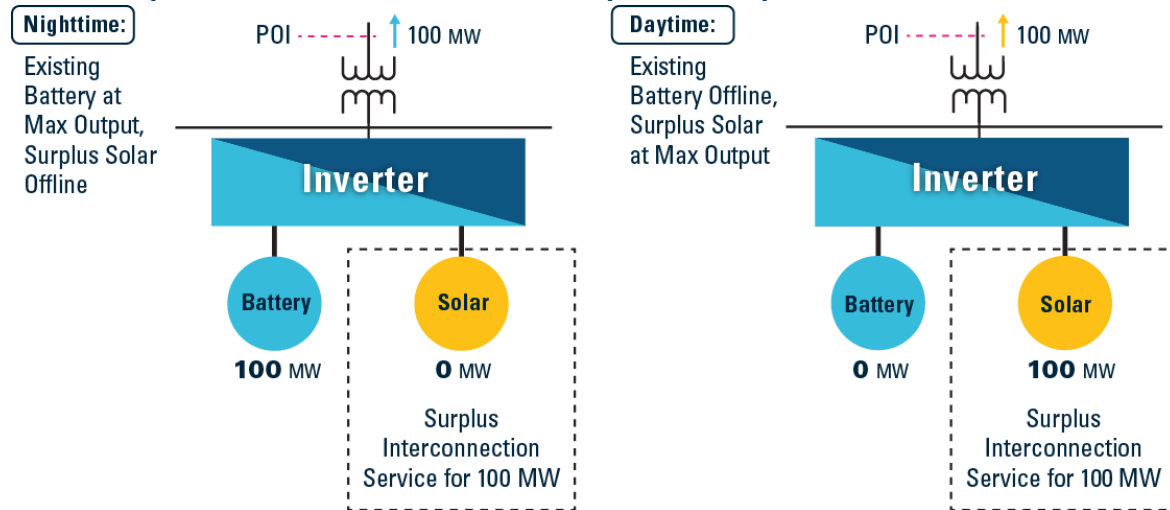 Nighttime:
Existing
Battery at
Max Output,
Surplus Solar
Offline
POI
100 MW
Inverter
Battery
Solar
100 MW
0 MW
Surplus
Interconnection
Service for 100 MW
Daytime:
Existing
Battery Offline,
Surplus Solar
at Max Output
POI
100 MW
Inverter
Battery
Solar
0 MW
100 MW
Surplus
Interconnection
Service for 100 MW